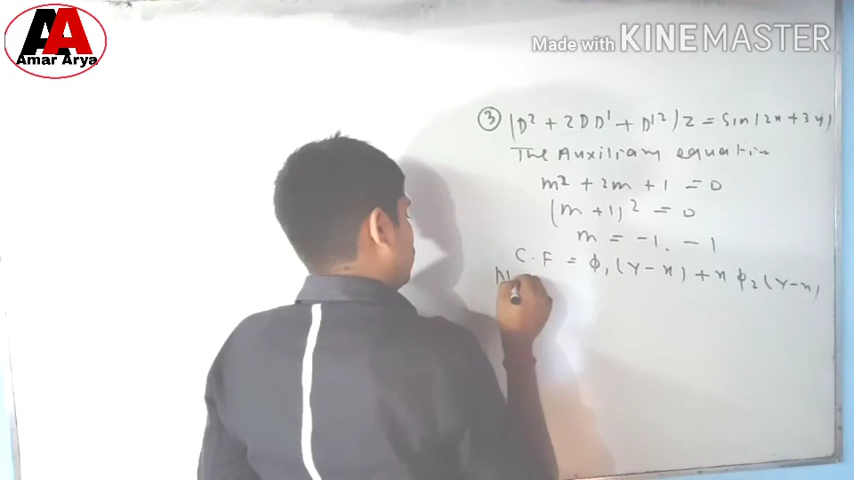 AA
Amar Arya
Made with KINEMASTER
③ (D² + 2DD' + D'²)z = Sin(2x + 3y)
The Auxiliary equation
m² + 2m + 1 = 0
(m + 1)² = 0
m = -1, -1
C.F = φ₁(y-x) + x φ₂(y-x)